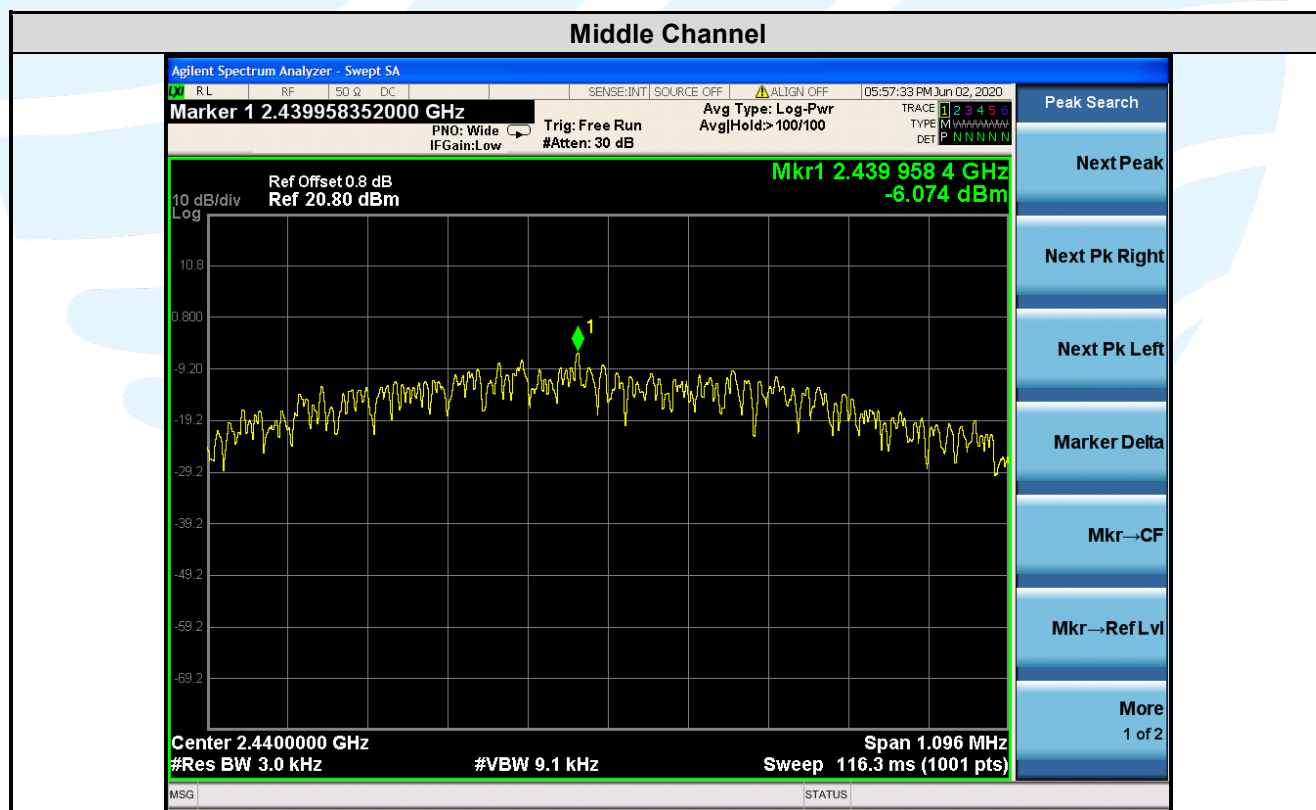 Middle Channel
Agilent Spectrum Analyzer - Swept SA
LXI RL RF 50 Ω DC SENSE:INT SOURCE OFF ALIGN OFF 05:57:33 PM Jun 02, 2020
Marker 1 2.439958352000 GHz
PNO: Wide
IFGain:Low
Trig: Free Run
#Atten: 30 dB
Avg Type: Log-Pwr
Avg|Hold:> 100/100
TRACE 1 2 3 4 5 6
TYPE M WWWWW
DET P N N N N N
Peak Search
Mkr1 2.439 958 4 GHz
-6.074 dBm
Ref Offset 0.8 dB
10 dB/div Ref 20.80 dBm
Log
10.8
0.800
-9.20
-19.2
-29.2
-39.2
-49.2
-59.2
-69.2
1
Center 2.4400000 GHz
Span 1.096 MHz
#Res BW 3.0 kHz
#VBW 9.1 kHz
Sweep 116.3 ms (1001 pts)
MSG
STATUS
Next Peak
Next Pk Right
Next Pk Left
Marker Delta
Mkr→CF
Mkr→Ref Lvl
More
1 of 2